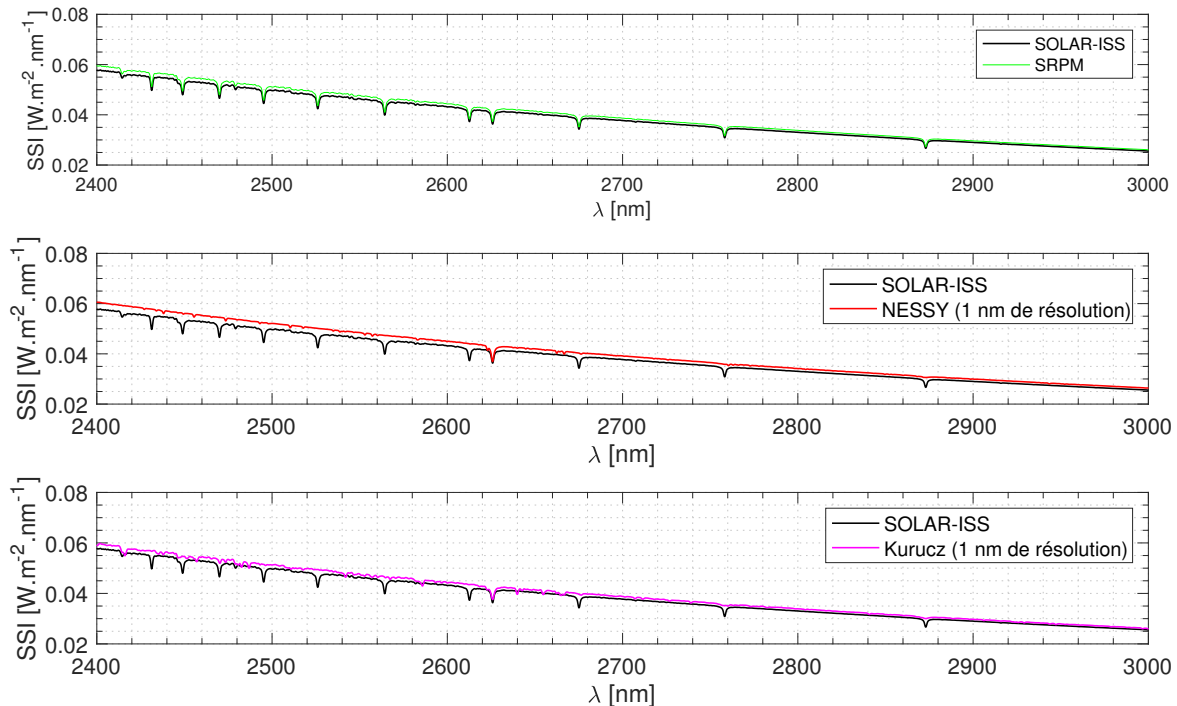 0.08
0.06
0.04
0.02
SSI [W.m-2.nm-1]
SOLAR-ISS
SRPM
2400 2500 2600 2700 2800 2900 3000
λ [nm]
0.08
0.06
0.04
0.02
SSI [W.m-2.nm-1]
SOLAR-ISS
NESSY (1 nm de résolution)
2400 2500 2600 2700 2800 2900 3000
λ [nm]
0.08
0.06
0.04
0.02
SSI [W.m-2.nm-1]
SOLAR-ISS
Kurucz (1 nm de résolution)
2400 2500 2600 2700 2800 2900 3000
λ [nm]